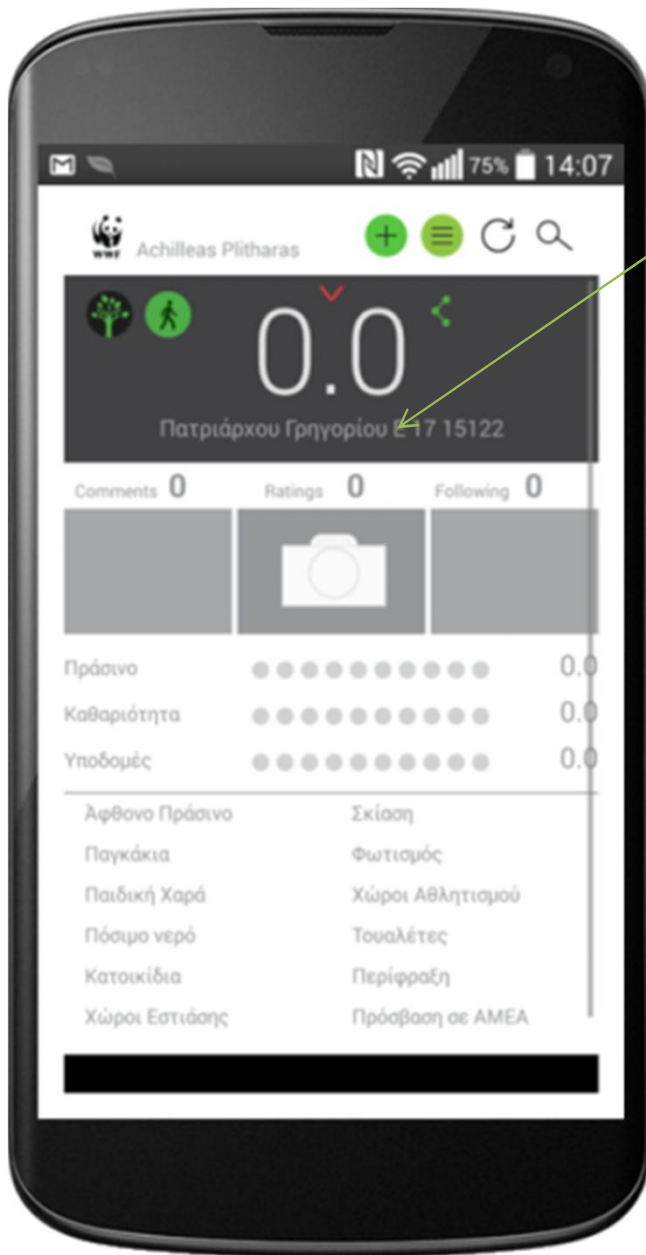 75% 14:07
WWF Achilleas Plitharas
0.0
Πατριάρχου Γρηγορίου Ε 17 15122
Comments 0 Ratings 0 Following 0
Πράσινο 0.0
Καθαριότητα 0.0
Υποδομές 0.0
Άφθονο Πράσινο Σκίαση
Παγκάκια Φωτισμός
Παιδική Χαρά Χώροι Αθλητισμού
Πόσιμο νερό Τουαλέτες
Κατοικίδια Περίφραξη
Χώροι Εστιάσης Πρόσβαση σε ΑΜΕΑ